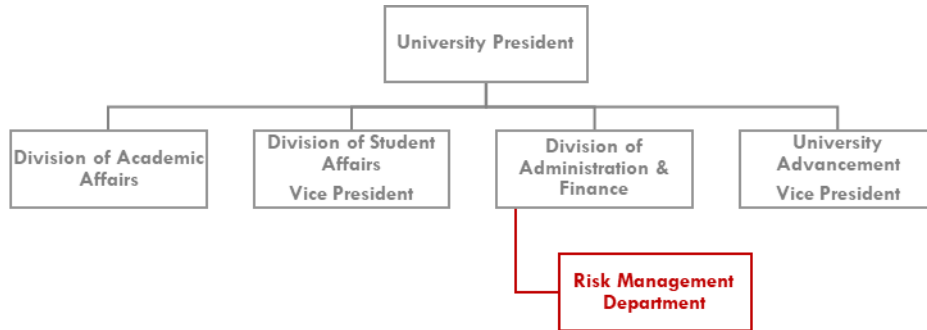 University President
Division of Academic
Affairs
Division of Student
Affairs
Vice President
Division of
Administration &
Finance
University
Advancement
Vice President
Risk Management
Department